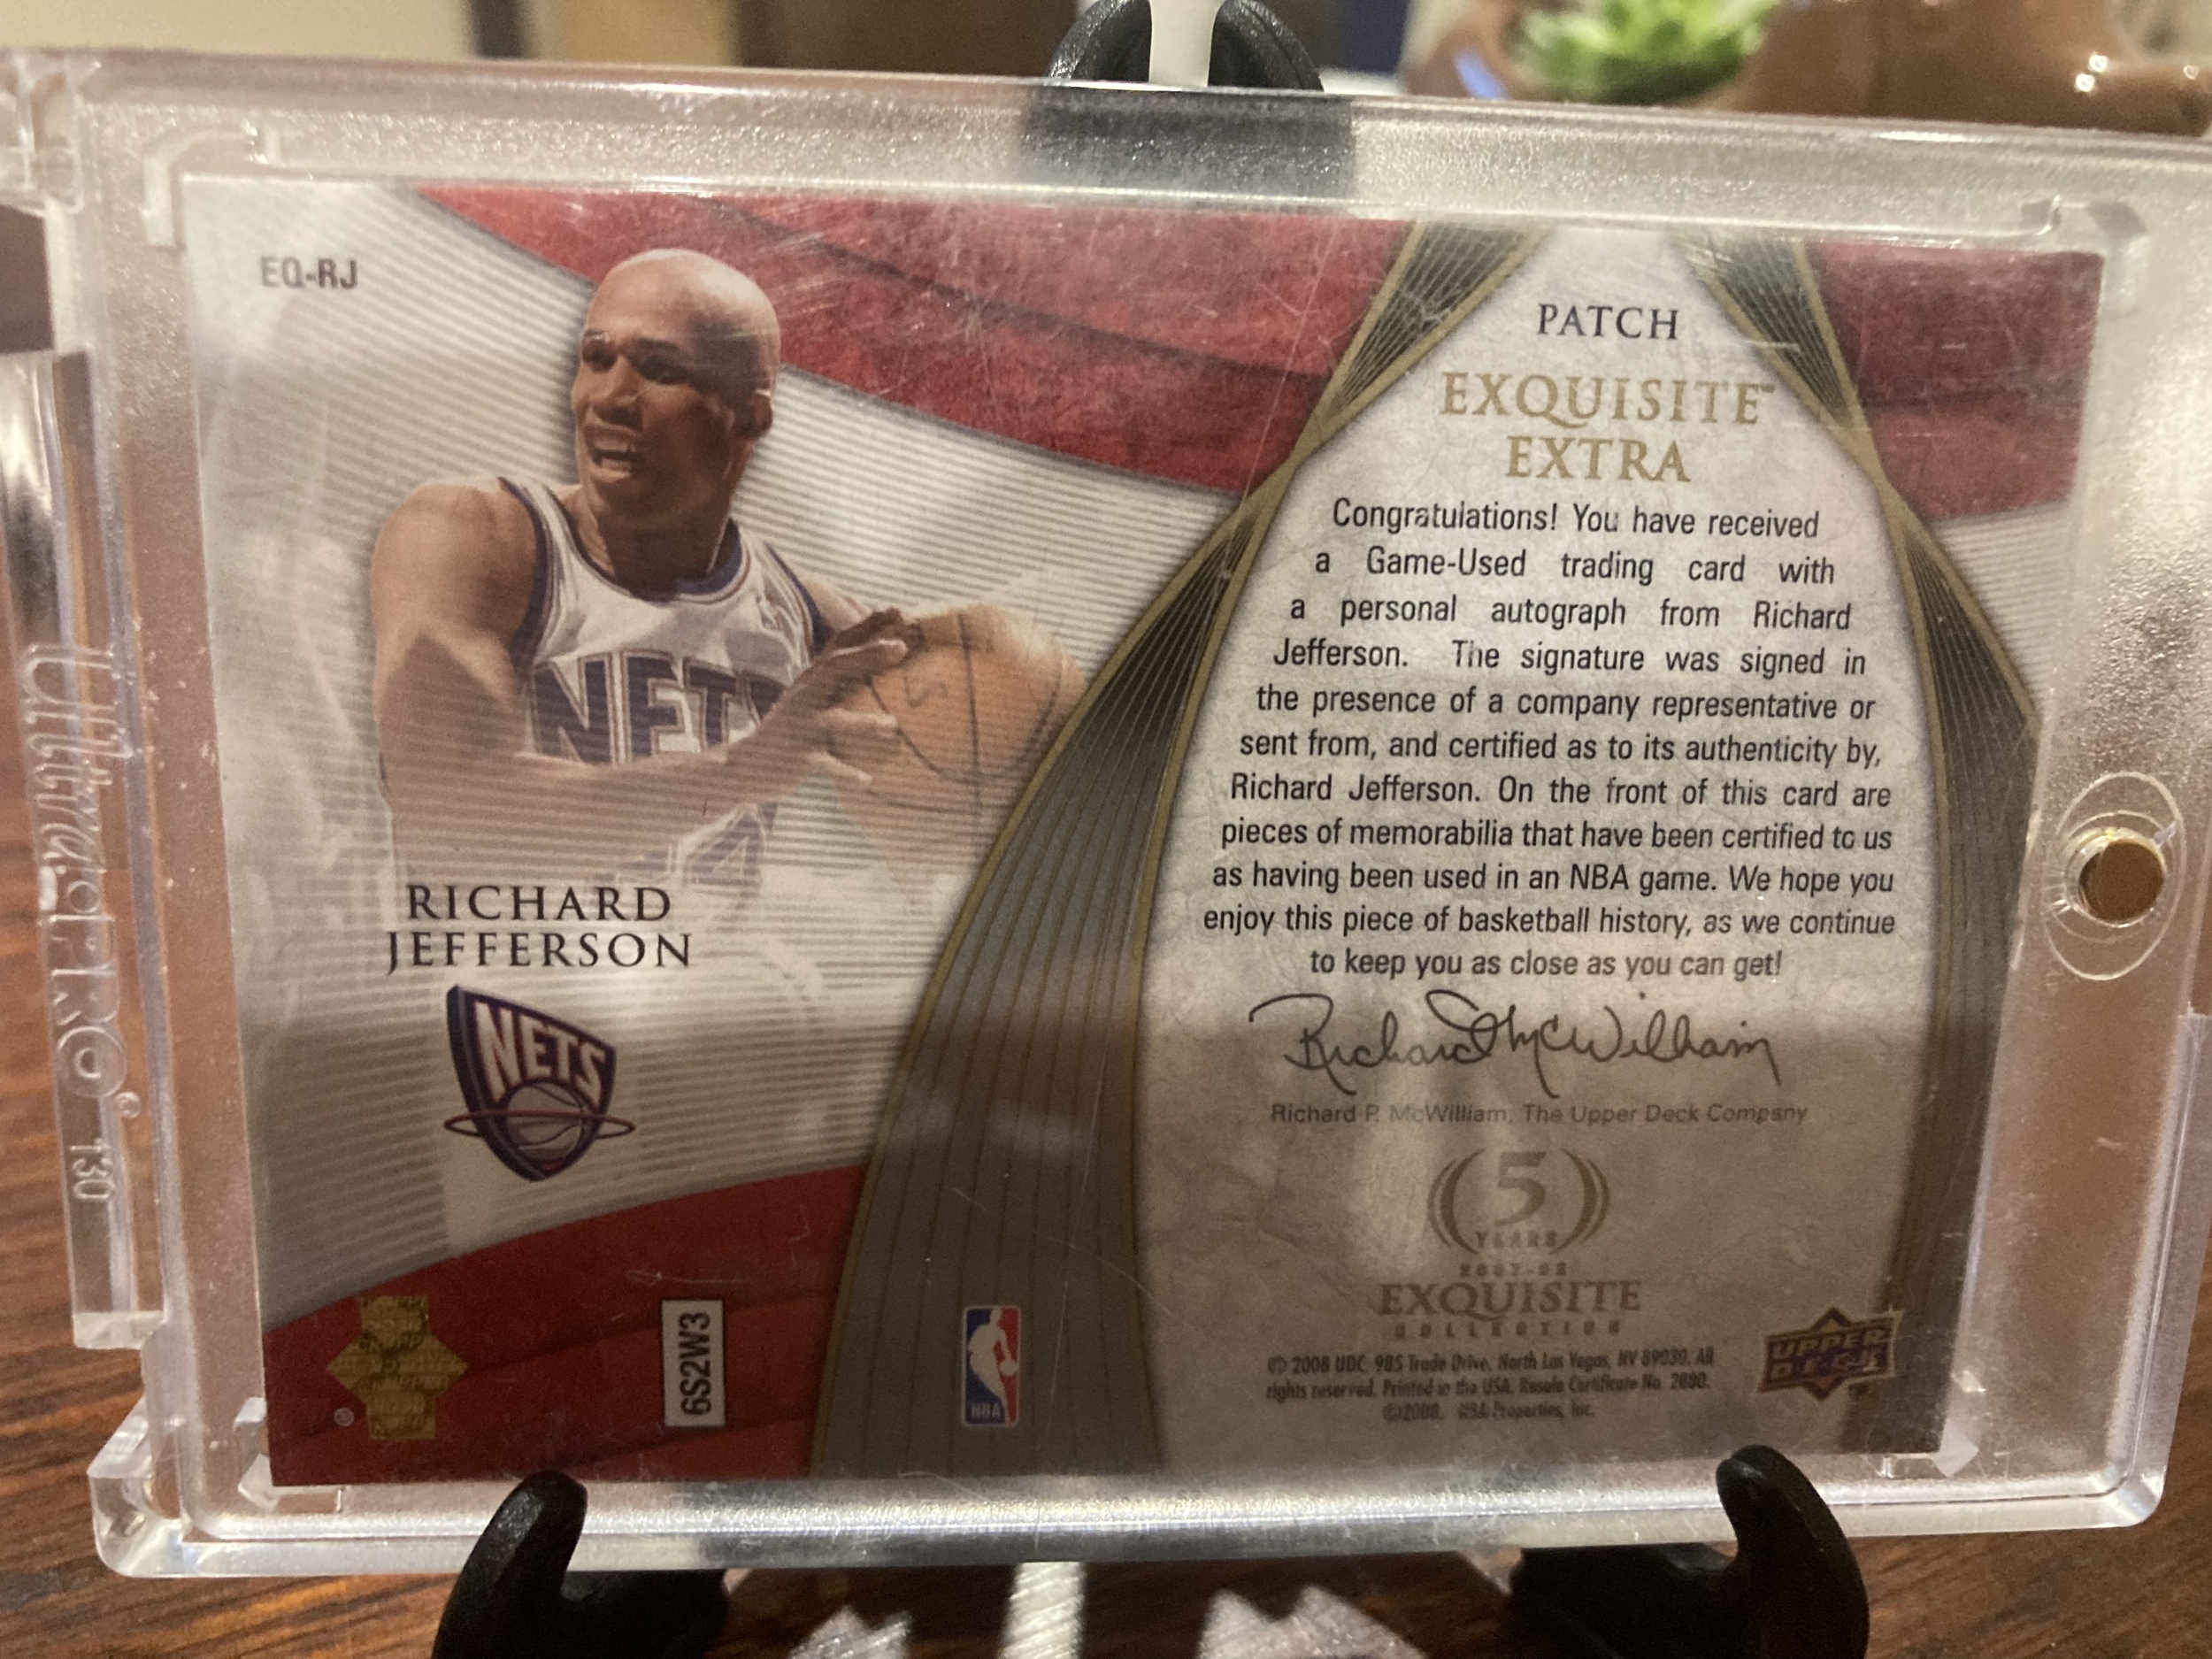 EQ-RJ
NETS
RICHARD
JEFFERSON
NETS
6S2W3
NBA
PATCH
EXQUISITE™
EXTRA
Congratulations! You have received
a Game-Used trading card with
a personal autograph from Richard
Jefferson. The signature was signed in
the presence of a company representative or
sent from, and certified as to its authenticity by,
Richard Jefferson. On the front of this card are
pieces of memorabilia that have been certified to us
as having been used in an NBA game. We hope you
enjoy this piece of basketball history, as we continue
to keep you as close as you can get!
Richard McWilliam
Richard P. McWilliam, The Upper Deck Company
5
YEARS
2007-08
EXQUISITE
COLLECTION
© 2008 UDC. 985 Trade Drive, North Las Vegas, NV 89030. All
rights reserved. Printed in the USA. Resale Certificate No. 2880.
©2008. NBA Properties, Inc.
UPPER
DECK
ultra•PRO®
130